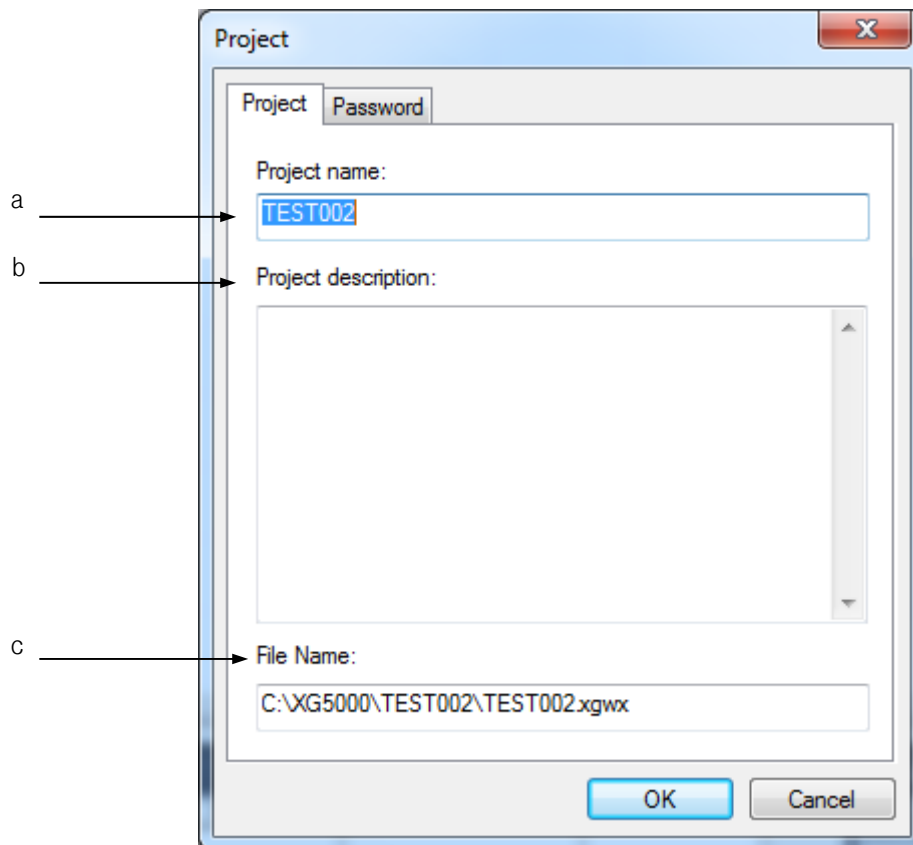 Project
Project Password
Project name:
a
TEST002
b
Project description:
c
File Name:
C:\XG5000\TEST002\TEST002.xgwx
OK Cancel